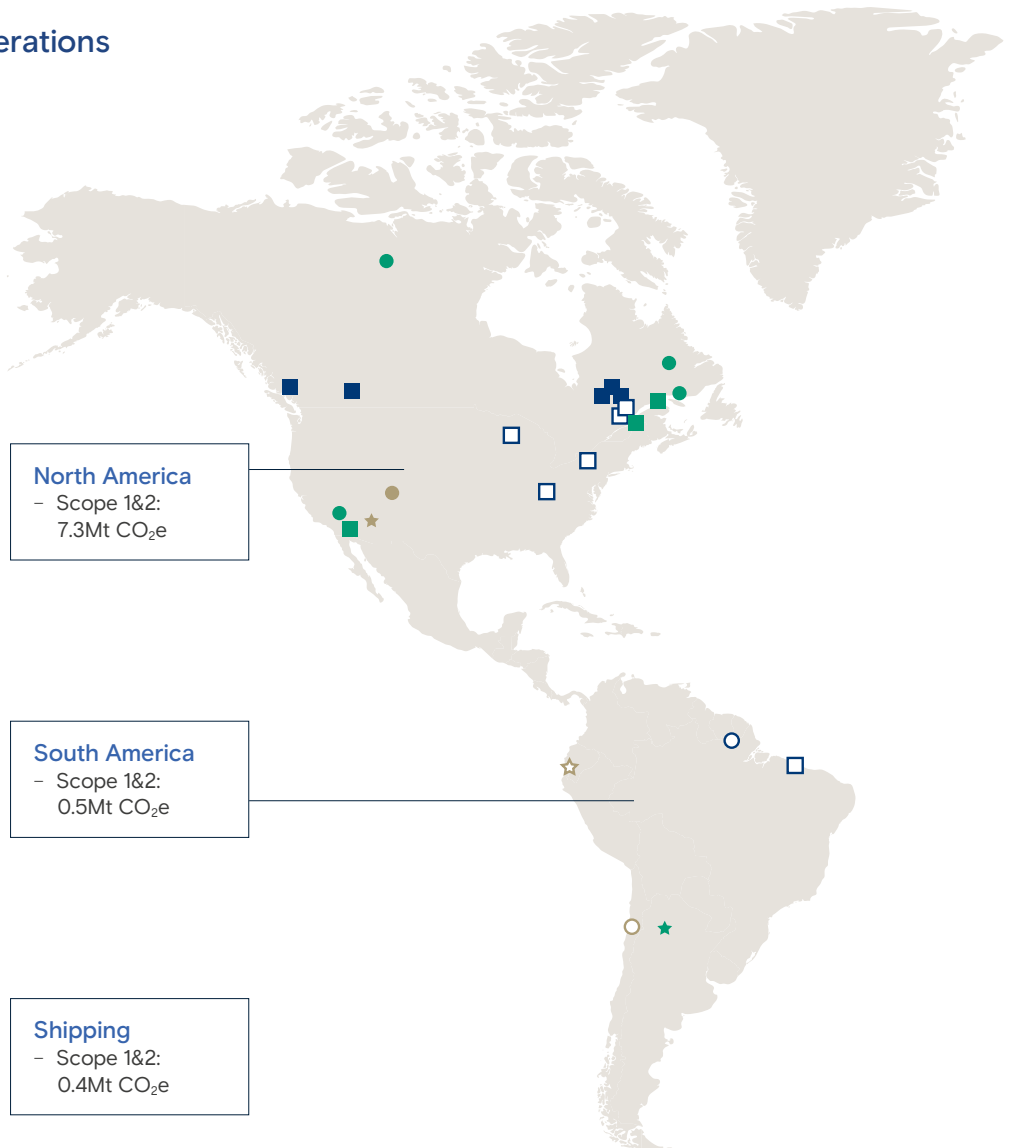 erations
North America
– Scope 1&2:
7.3Mt CO₂e
South America
– Scope 1&2:
0.5Mt CO₂e
Shipping
– Scope 1&2:
0.4Mt CO₂e